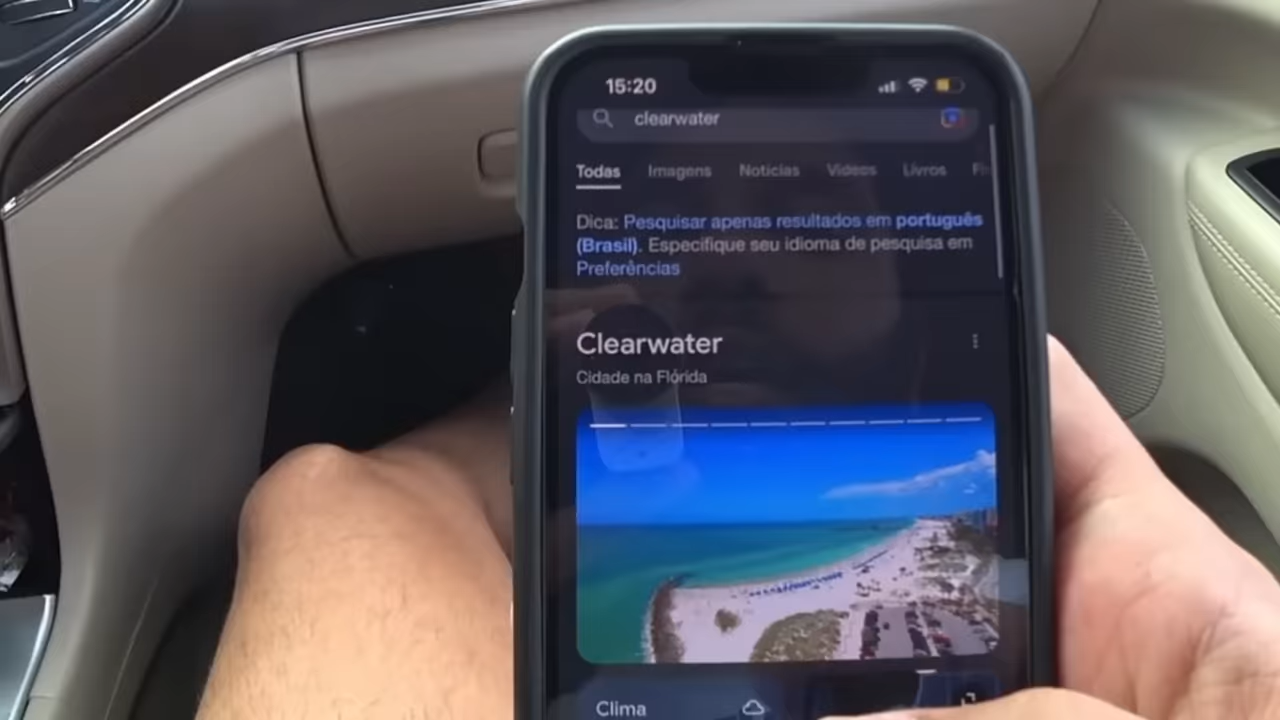 15:20
clearwater
Todas Imagens Notícias Vídeos Livros
Dica: Pesquisar apenas resultados em português
(Brasil). Especifique seu idioma de pesquisa em
Preferências
Clearwater
Cidade na Flórida
Clima